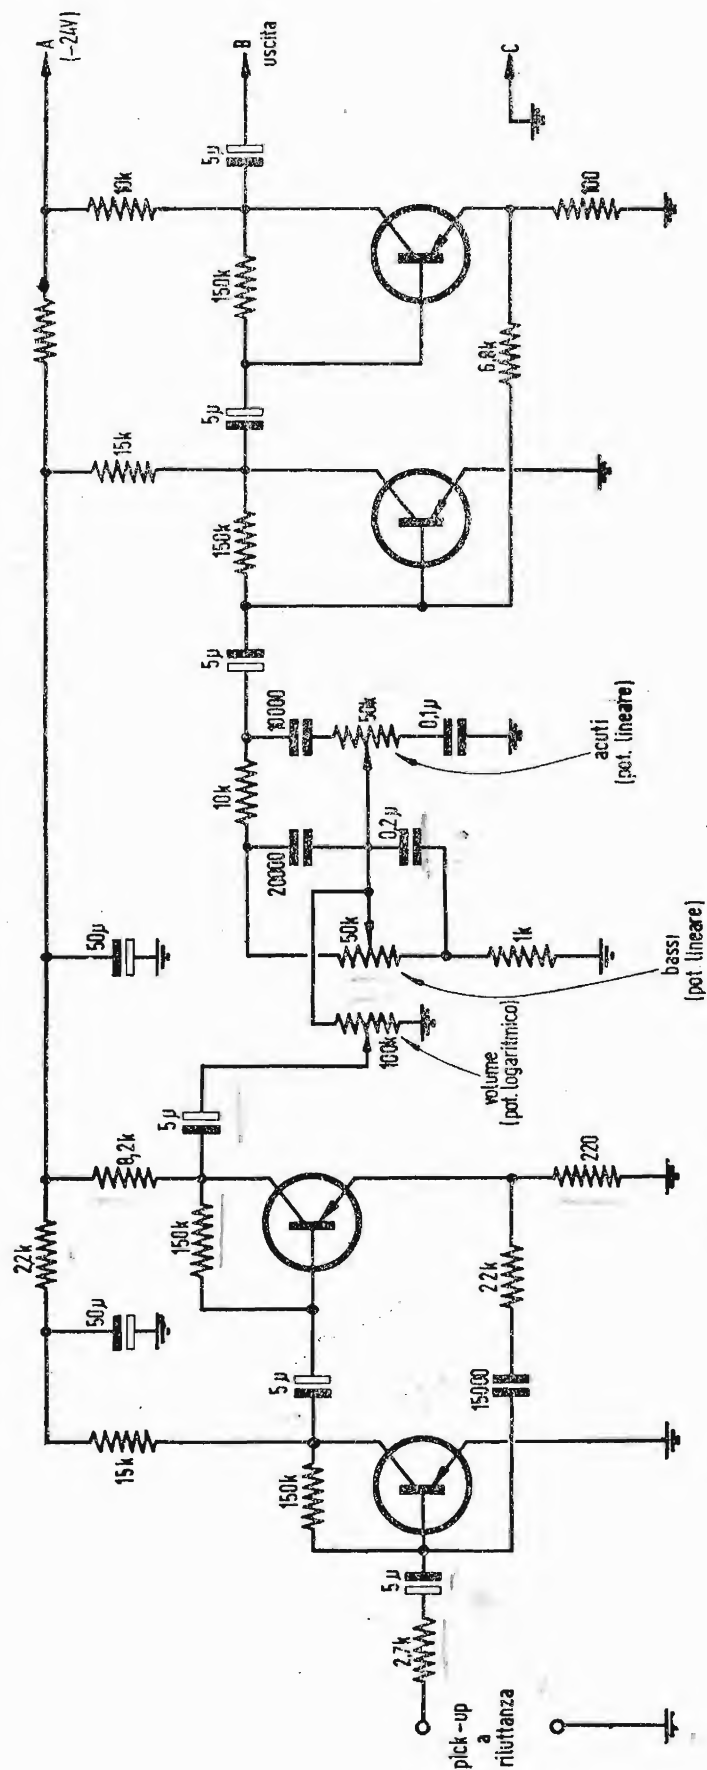 22k
A
(-24V)
50µ
50µ
15k
8,2k
15k
10k
150k
5µ
5µ
150k
5µ
150k
5µ
B
uscita
10k
150k
5µ
20000
10000
50k
50k
100k
0,2µ
0,1µ
5µ
2,7k
15000
22k
220
1k
6,8k
100
C
pick-up
a
riluttanza
15k
volume
(pot. logaritmico)
bassi
(pot. lineare)
acuti
(pot. lineare)